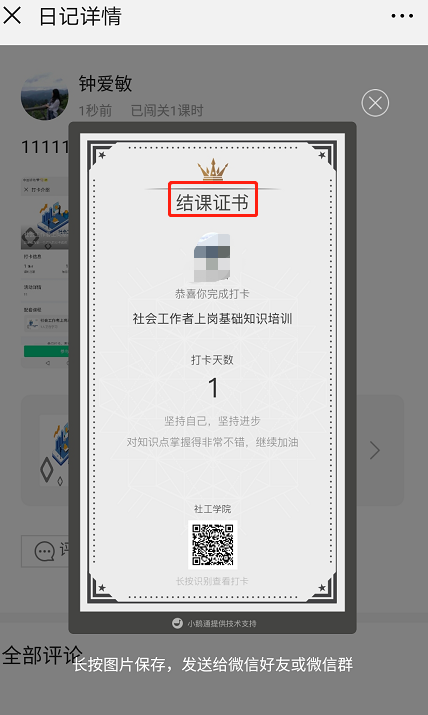 日记详情
钟爱敏
1秒前 已闯关1课时
11111
结课证书
恭喜你完成打卡
社会工作者上岗基础知识培训
打卡天数
1
坚持自己，坚持进步
对知识点掌握得非常不错，继续加油
社工学院
长按识别查看打卡
小鹅通提供技术支持
评
全部评论
长按图片保存，发送给微信好友或微信群